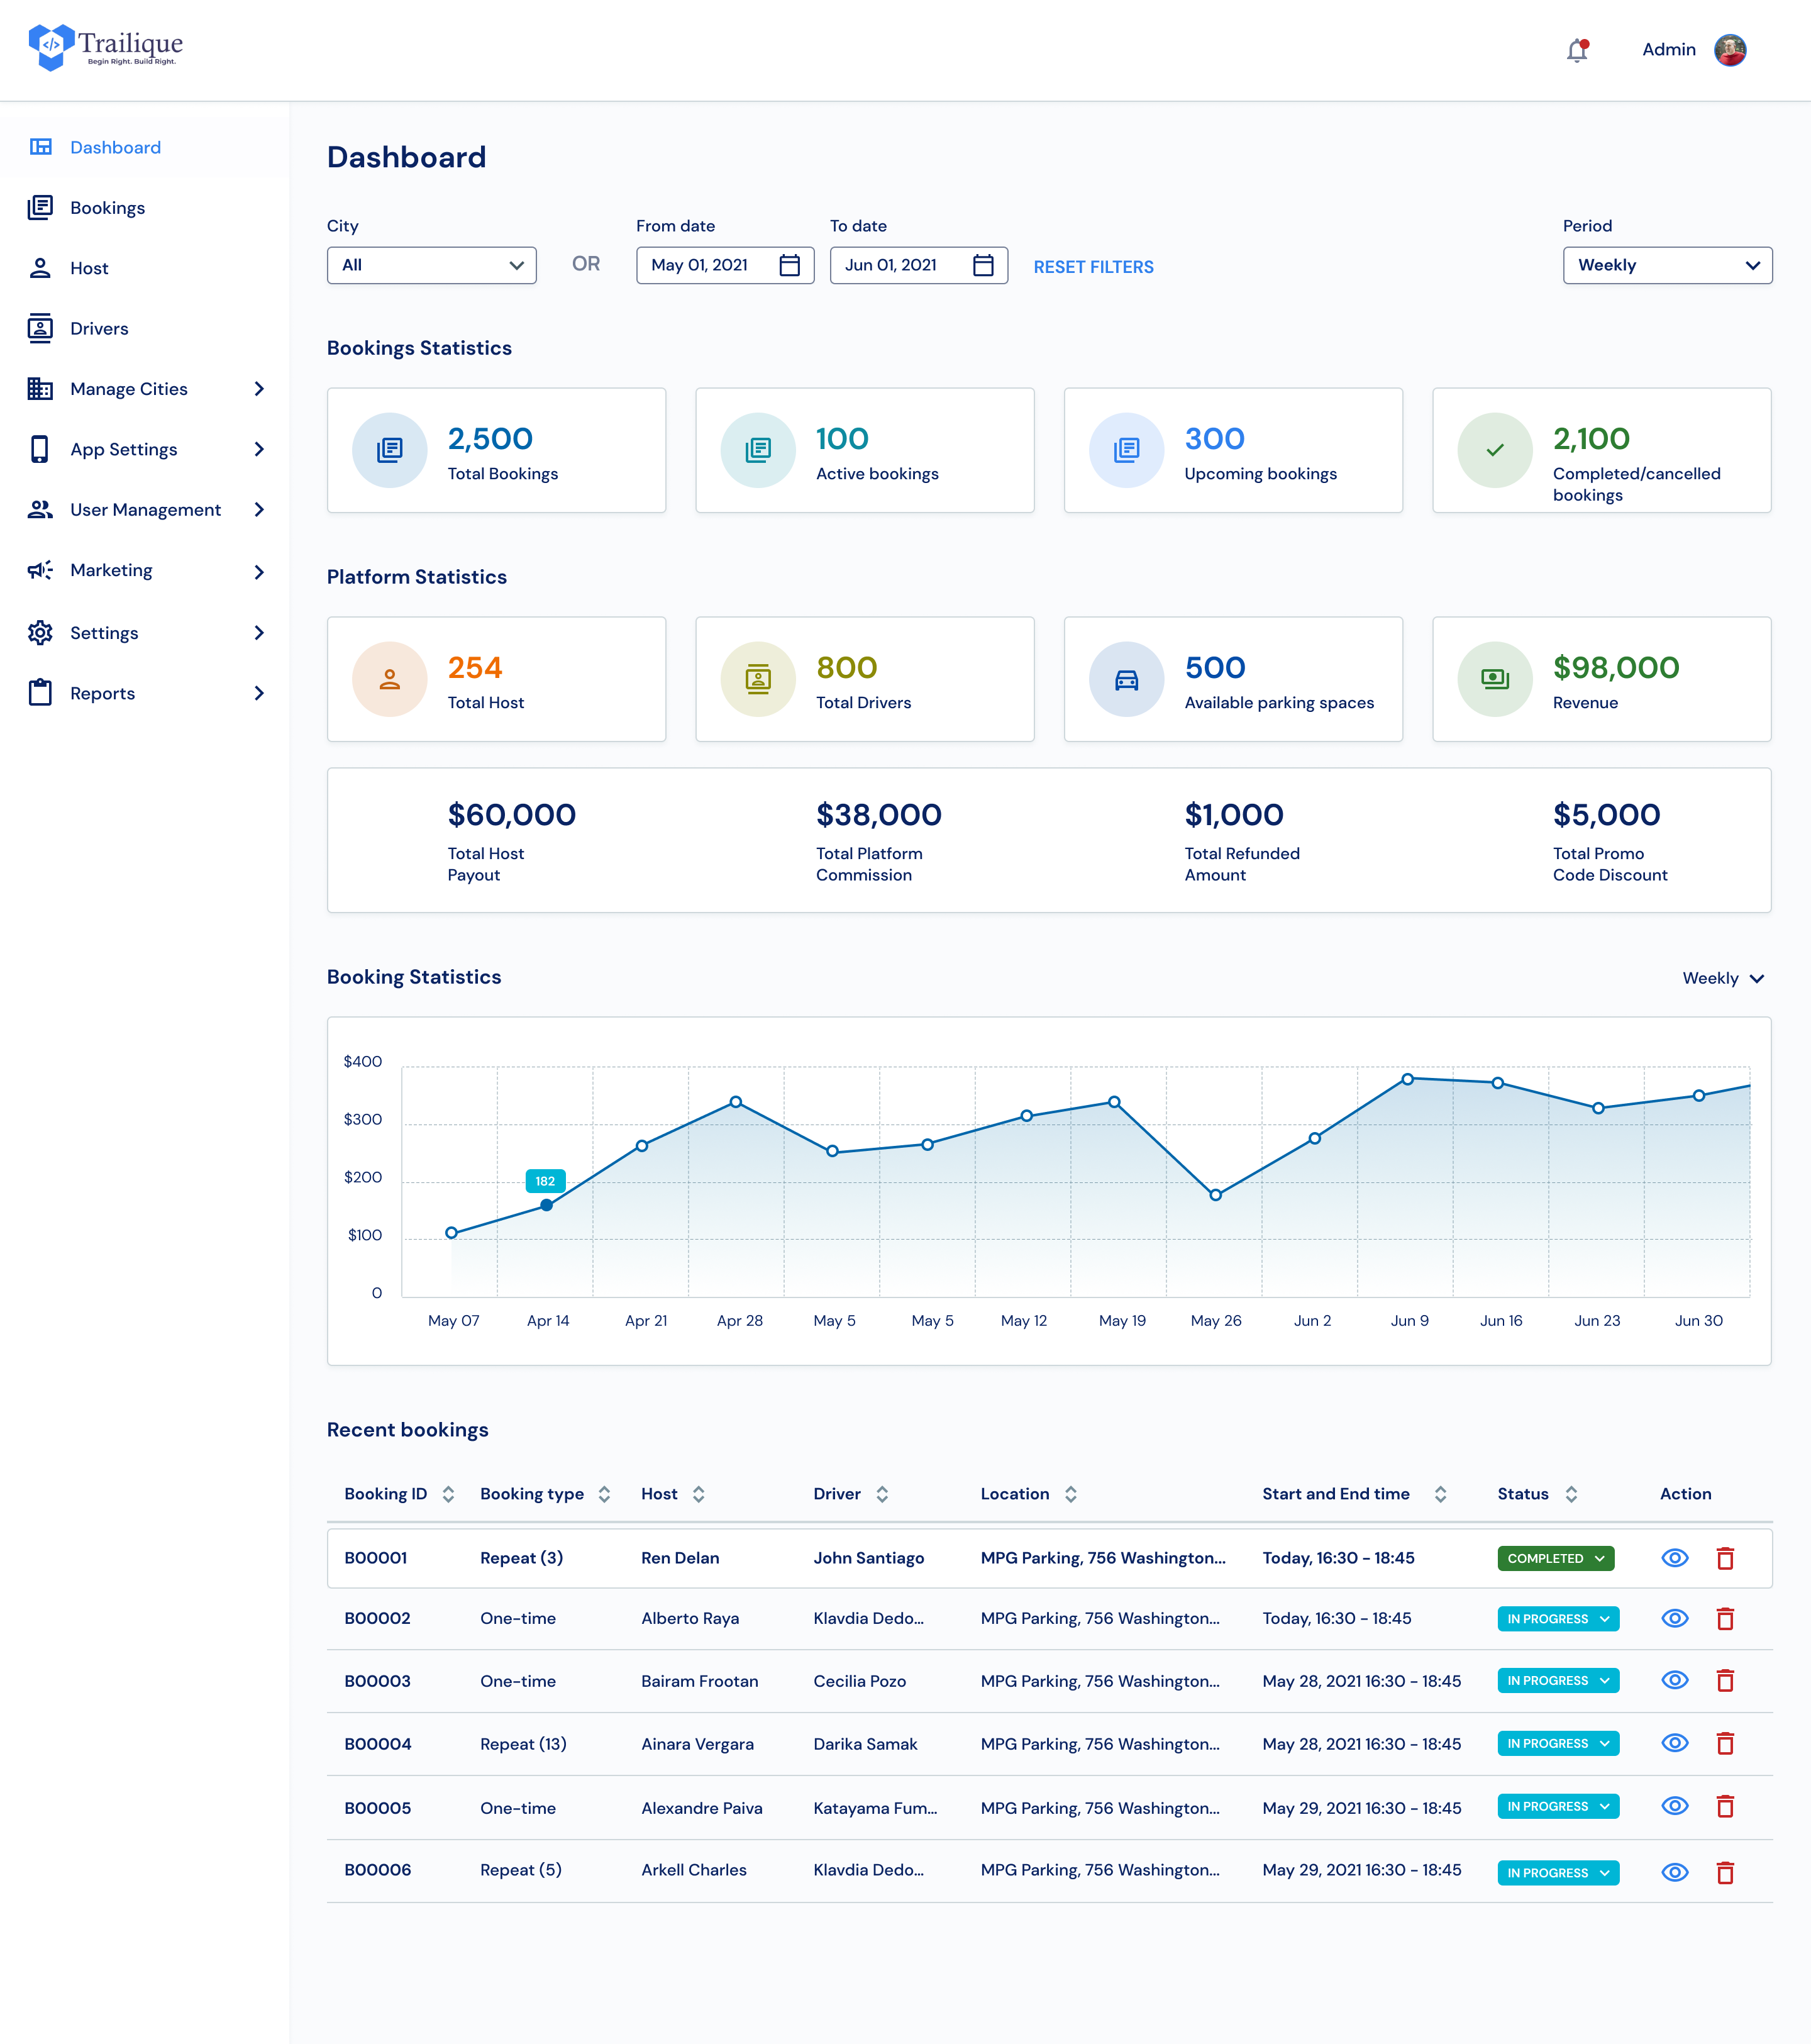 Trailique
Begin Right. Build Right.
Admin
Dashboard
Bookings
Host
Drivers
Manage Cities
App Settings
User Management
Marketing
Settings
Reports
Dashboard
City
From date
To date
Period
All
OR
May 01, 2021
Jun 01, 2021
RESET FILTERS
Weekly
Bookings Statistics
2,500
Total Bookings
100
Active bookings
300
Upcoming bookings
2,100
Completed/cancelled
bookings
Platform Statistics
254
Total Host
800
Total Drivers
500
Available parking spaces
$98,000
Revenue
$60,000
Total Host
Payout
$38,000
Total Platform
Commission
$1,000
Total Refunded
Amount
$5,000
Total Promo
Code Discount
Booking Statistics
Weekly
$400
$300
$200
$100
0
182
May 07 Apr 14 Apr 21 Apr 28 May 5 May 5 May 12 May 19 May 26 Jun 2 Jun 9 Jun 16 Jun 23 Jun 30
Recent bookings
Booking ID Booking type Host Driver Location Start and End time Status Action
B00001 Repeat (3) Ren Delan John Santiago MPG Parking, 756 Washington... Today, 16:30 - 18:45 COMPLETED
B00002 One-time Alberto Raya Klavdia Dedo... MPG Parking, 756 Washington... Today, 16:30 - 18:45 IN PROGRESS
B00003 One-time Bairam Frootan Cecilia Pozo MPG Parking, 756 Washington... May 28, 2021 16:30 - 18:45 IN PROGRESS
B00004 Repeat (13) Ainara Vergara Darika Samak MPG Parking, 756 Washington... May 28, 2021 16:30 - 18:45 IN PROGRESS
B00005 One-time Alexandre Paiva Katayama Fum... MPG Parking, 756 Washington... May 29, 2021 16:30 - 18:45 IN PROGRESS
B00006 Repeat (5) Arkell Charles Klavdia Dedo... MPG Parking, 756 Washington... May 29, 2021 16:30 - 18:45 IN PROGRESS